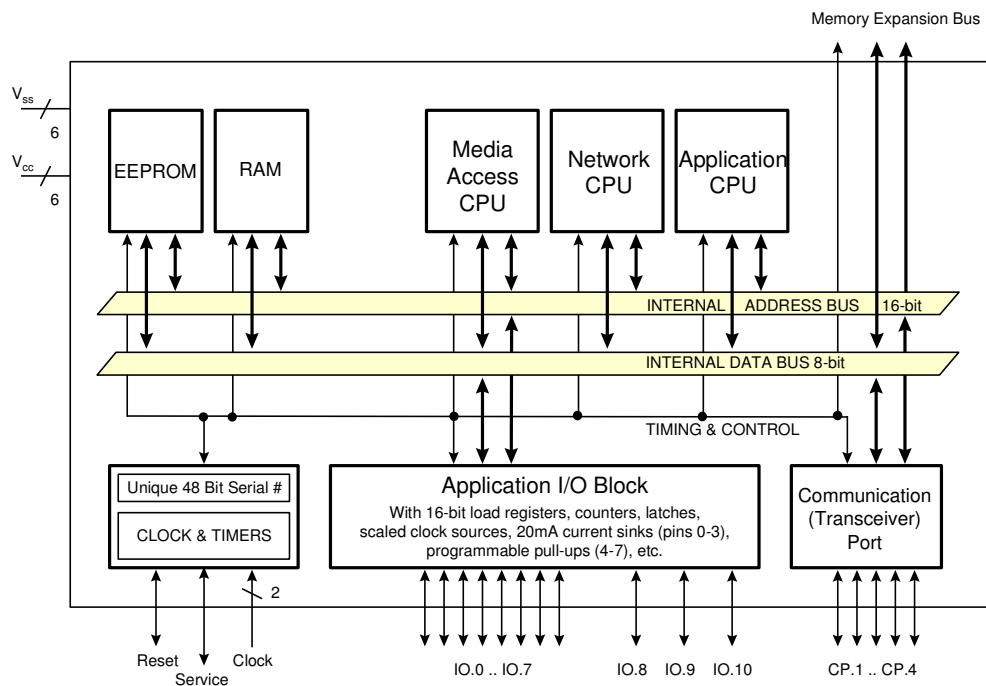 Memory Expansion Bus
Vss
6
Vcc
6
EEPROM
RAM
Media
Access
CPU
Network
CPU
Application
CPU
INTERNAL ADDRESS BUS 16-bit
INTERNAL DATA BUS 8-bit
TIMING & CONTROL
Unique 48 Bit Serial #
CLOCK & TIMERS
Application I/O Block
With 16-bit load registers, counters, latches,
scaled clock sources, 20mA current sinks (pins 0-3),
programmable pull-ups (4-7), etc.
Communication
(Transceiver)
Port
2
Reset
Service
Clock
IO.0 .. IO.7
IO.8
IO.9
IO.10
CP.1 .. CP.4